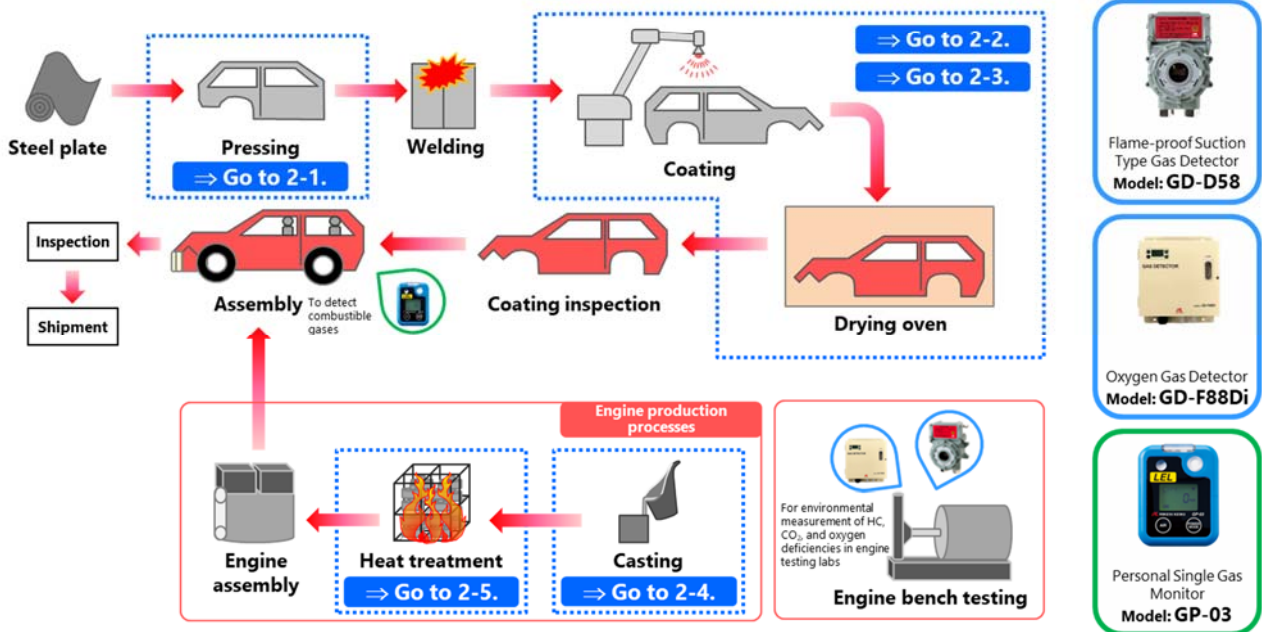 ⇒ Go to 2-2.
⇒ Go to 2-3.
Steel plate
Pressing
⇒ Go to 2-1.
Welding
Coating
Flame-proof Suction
Type Gas Detector
Model: GD-D58
Inspection
Shipment
Assembly
To detect
combustible
gases
Coating inspection
Drying oven
GAS DETECTOR
Oxygen Gas Detector
Model: GD-F88Di
Engine production
processes
Engine
assembly
Heat treatment
⇒ Go to 2-5.
Casting
⇒ Go to 2-4.
For environmental
measurement of HC,
CO₂, and oxygen
deficiencies in engine
testing labs
Engine bench testing
LEL
Personal Single Gas
Monitor
Model: GP-03